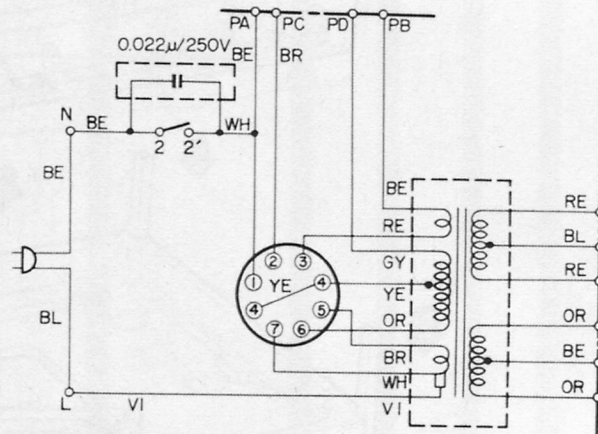 PA PC PD PB
0.022μ/250V
BE BR
N BE WH
2 2'
BE
BE RE
RE
BL
2 3
GY
RE
1 YE 4
YE
4 5
OR OR
BL
7 6
BR BE
WH
L VI VI OR